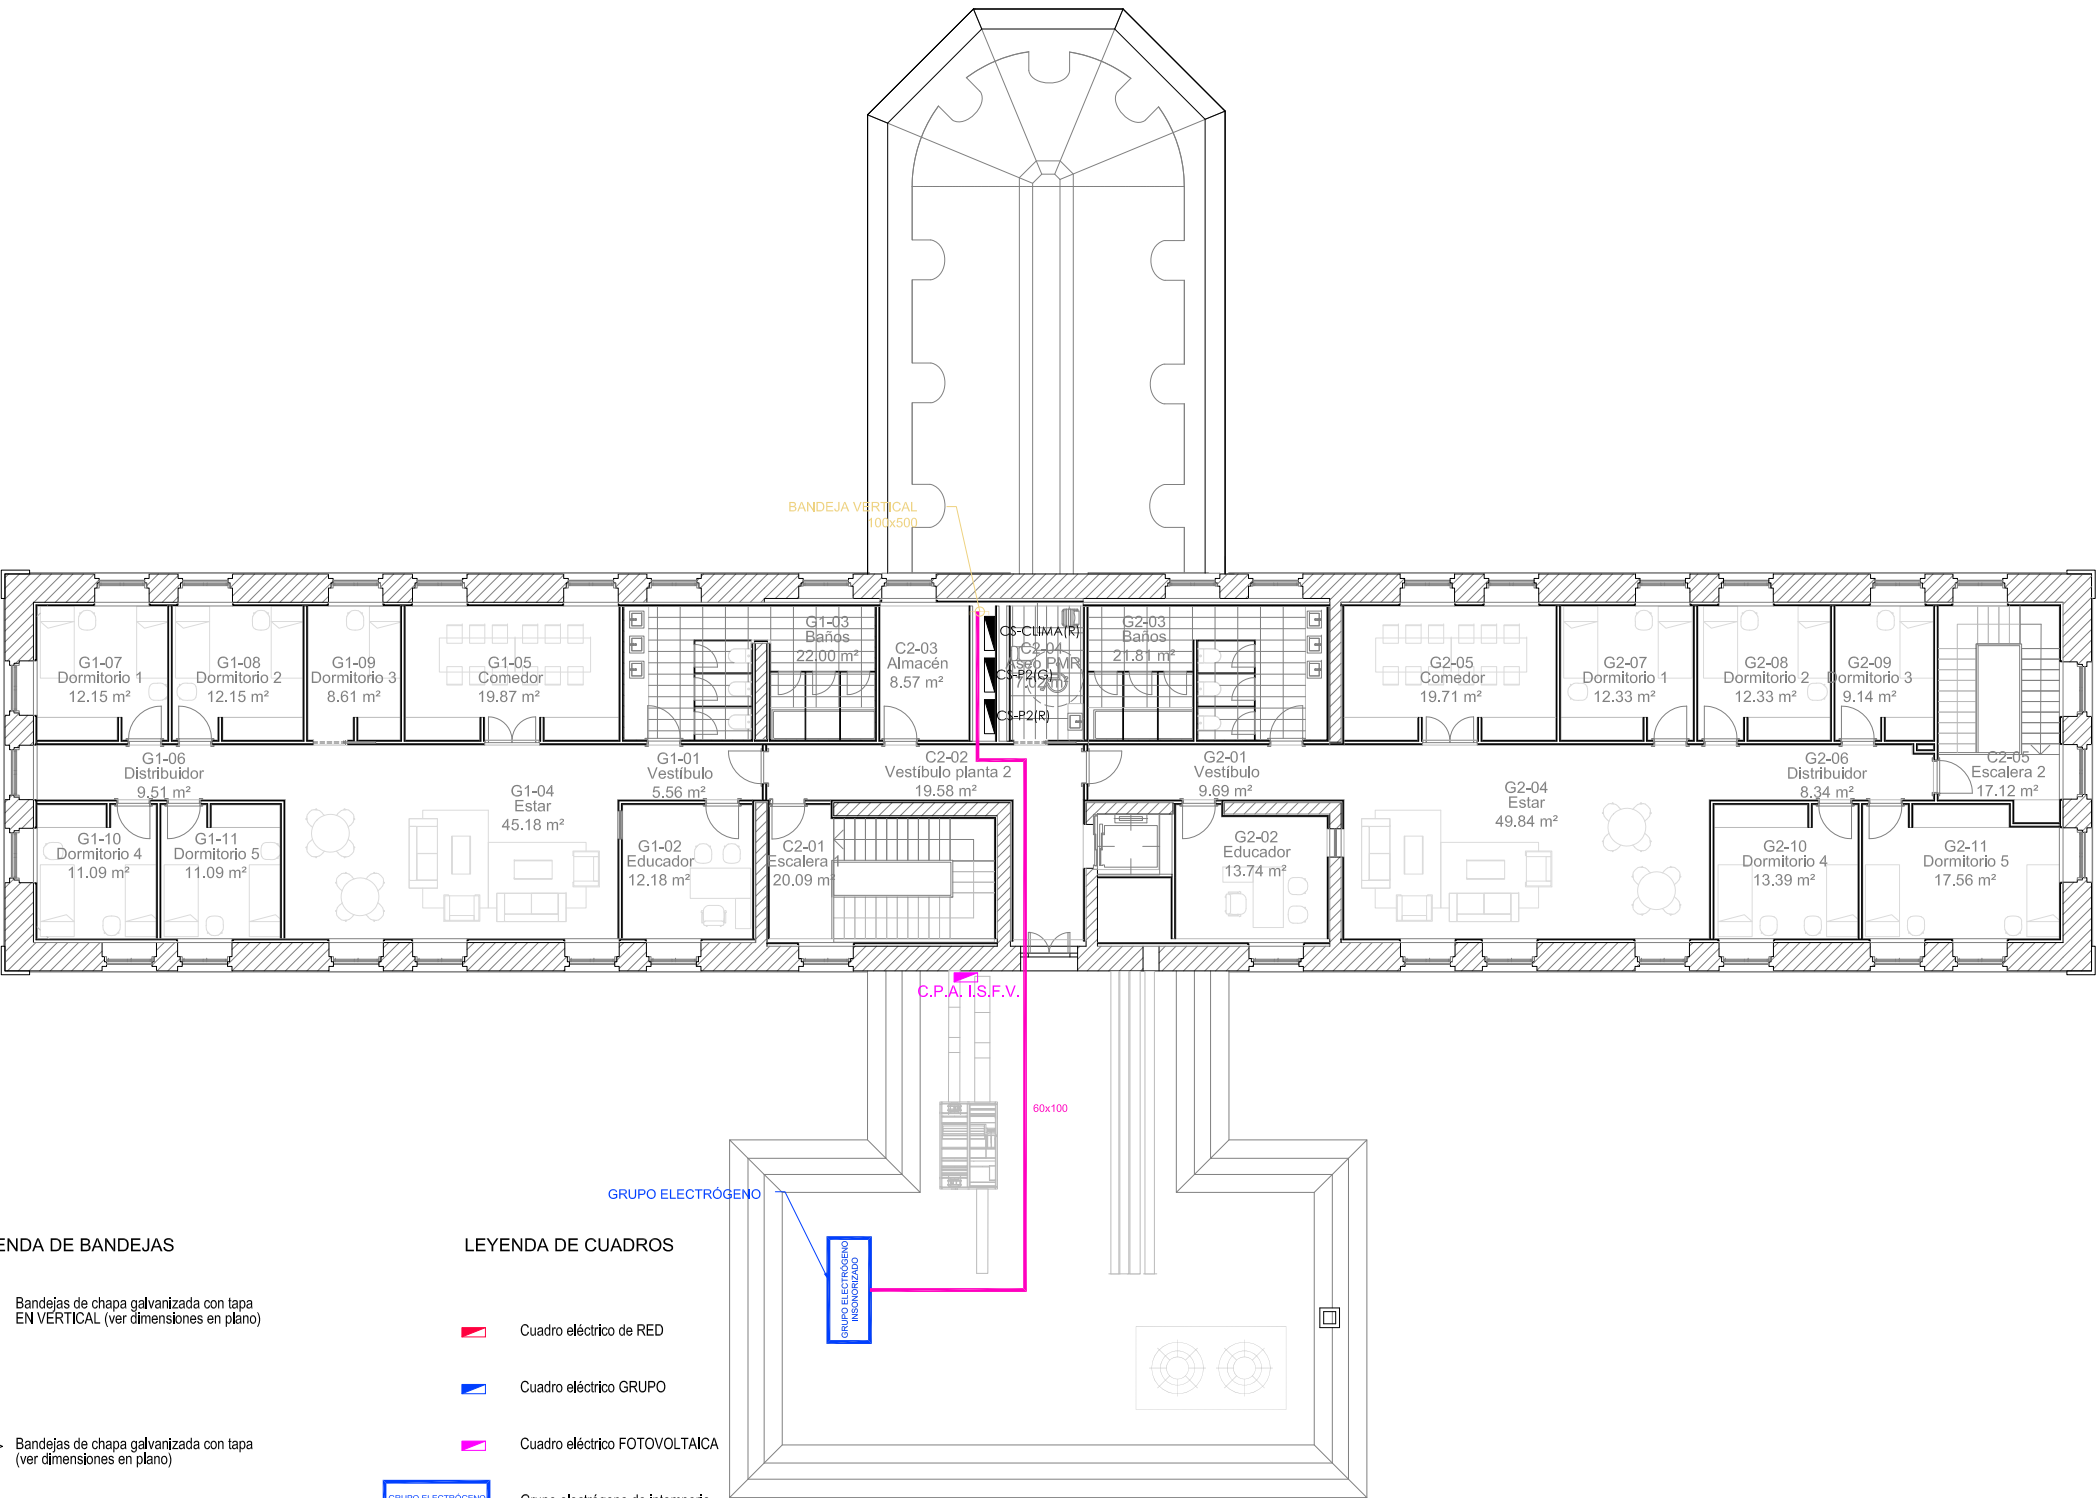 BANDEJA VERTICAL
100x500
G1-07
Dormitorio 1
12.15 m²
G1-08
Dormitorio 2
12.15 m²
G1-09
Dormitorio 3
8.61 m²
G1-05
Comedor
19.87 m²
G1-03
Baños
22.00 m²
C2-03
Almacén
8.57 m²
CS-CLIMA(R)
C2-04
Aseo PMR
CS-P2(G)
CS-P2(R)
G2-03
Baños
21.81 m²
G2-05
Comedor
19.71 m²
G2-07
Dormitorio 1
12.33 m²
G2-08
Dormitorio 2
12.33 m²
G2-09
Dormitorio 3
9.14 m²
G1-06
Distribuidor
9.51 m²
G1-01
Vestíbulo
5.56 m²
C2-02
Vestíbulo planta 2
19.58 m²
G2-01
Vestíbulo
9.69 m²
G2-06
Distribuidor
8.34 m²
C2-05
Escalera 2
17.12 m²
G1-04
Estar
45.18 m²
G2-04
Estar
49.84 m²
G1-10
Dormitorio 4
11.09 m²
G1-11
Dormitorio 5
11.09 m²
G1-02
Educador
12.18 m²
C2-01
Escalera 1
20.09 m²
G2-02
Educador
13.74 m²
G2-10
Dormitorio 4
13.39 m²
G2-11
Dormitorio 5
17.56 m²
C.P.A. I.S.F.V.
60x100
GRUPO ELECTRÓGENO
GRUPO ELECTRÓGENO
INSONORIZADO
ENDA DE BANDEJAS
Bandejas de chapa galvanizada con tapa
EN VERTICAL (ver dimensiones en plano)
Bandejas de chapa galvanizada con tapa
(ver dimensiones en plano)
LEYENDA DE CUADROS
Cuadro eléctrico de RED
Cuadro eléctrico GRUPO
Cuadro eléctrico FOTOVOLTAICA
GRUPO ELECTRÓGENO
Grupo electrógeno de intemperie